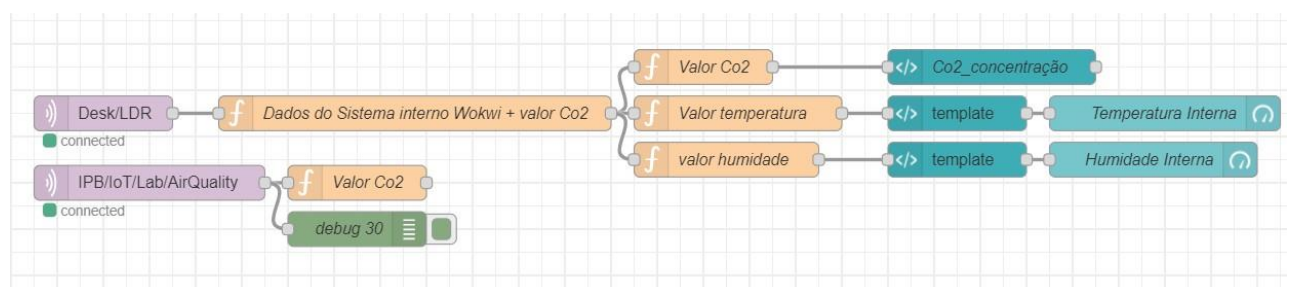 Valor Co2
Co2_concentração
Desk/LDR
Dados do Sistema interno Wokwi + valor Co2
Valor temperatura
template
Temperatura Interna
connected
valor humidade
template
Humidade Interna
IPB/IoT/Lab/AirQuality
Valor Co2
connected
debug 30